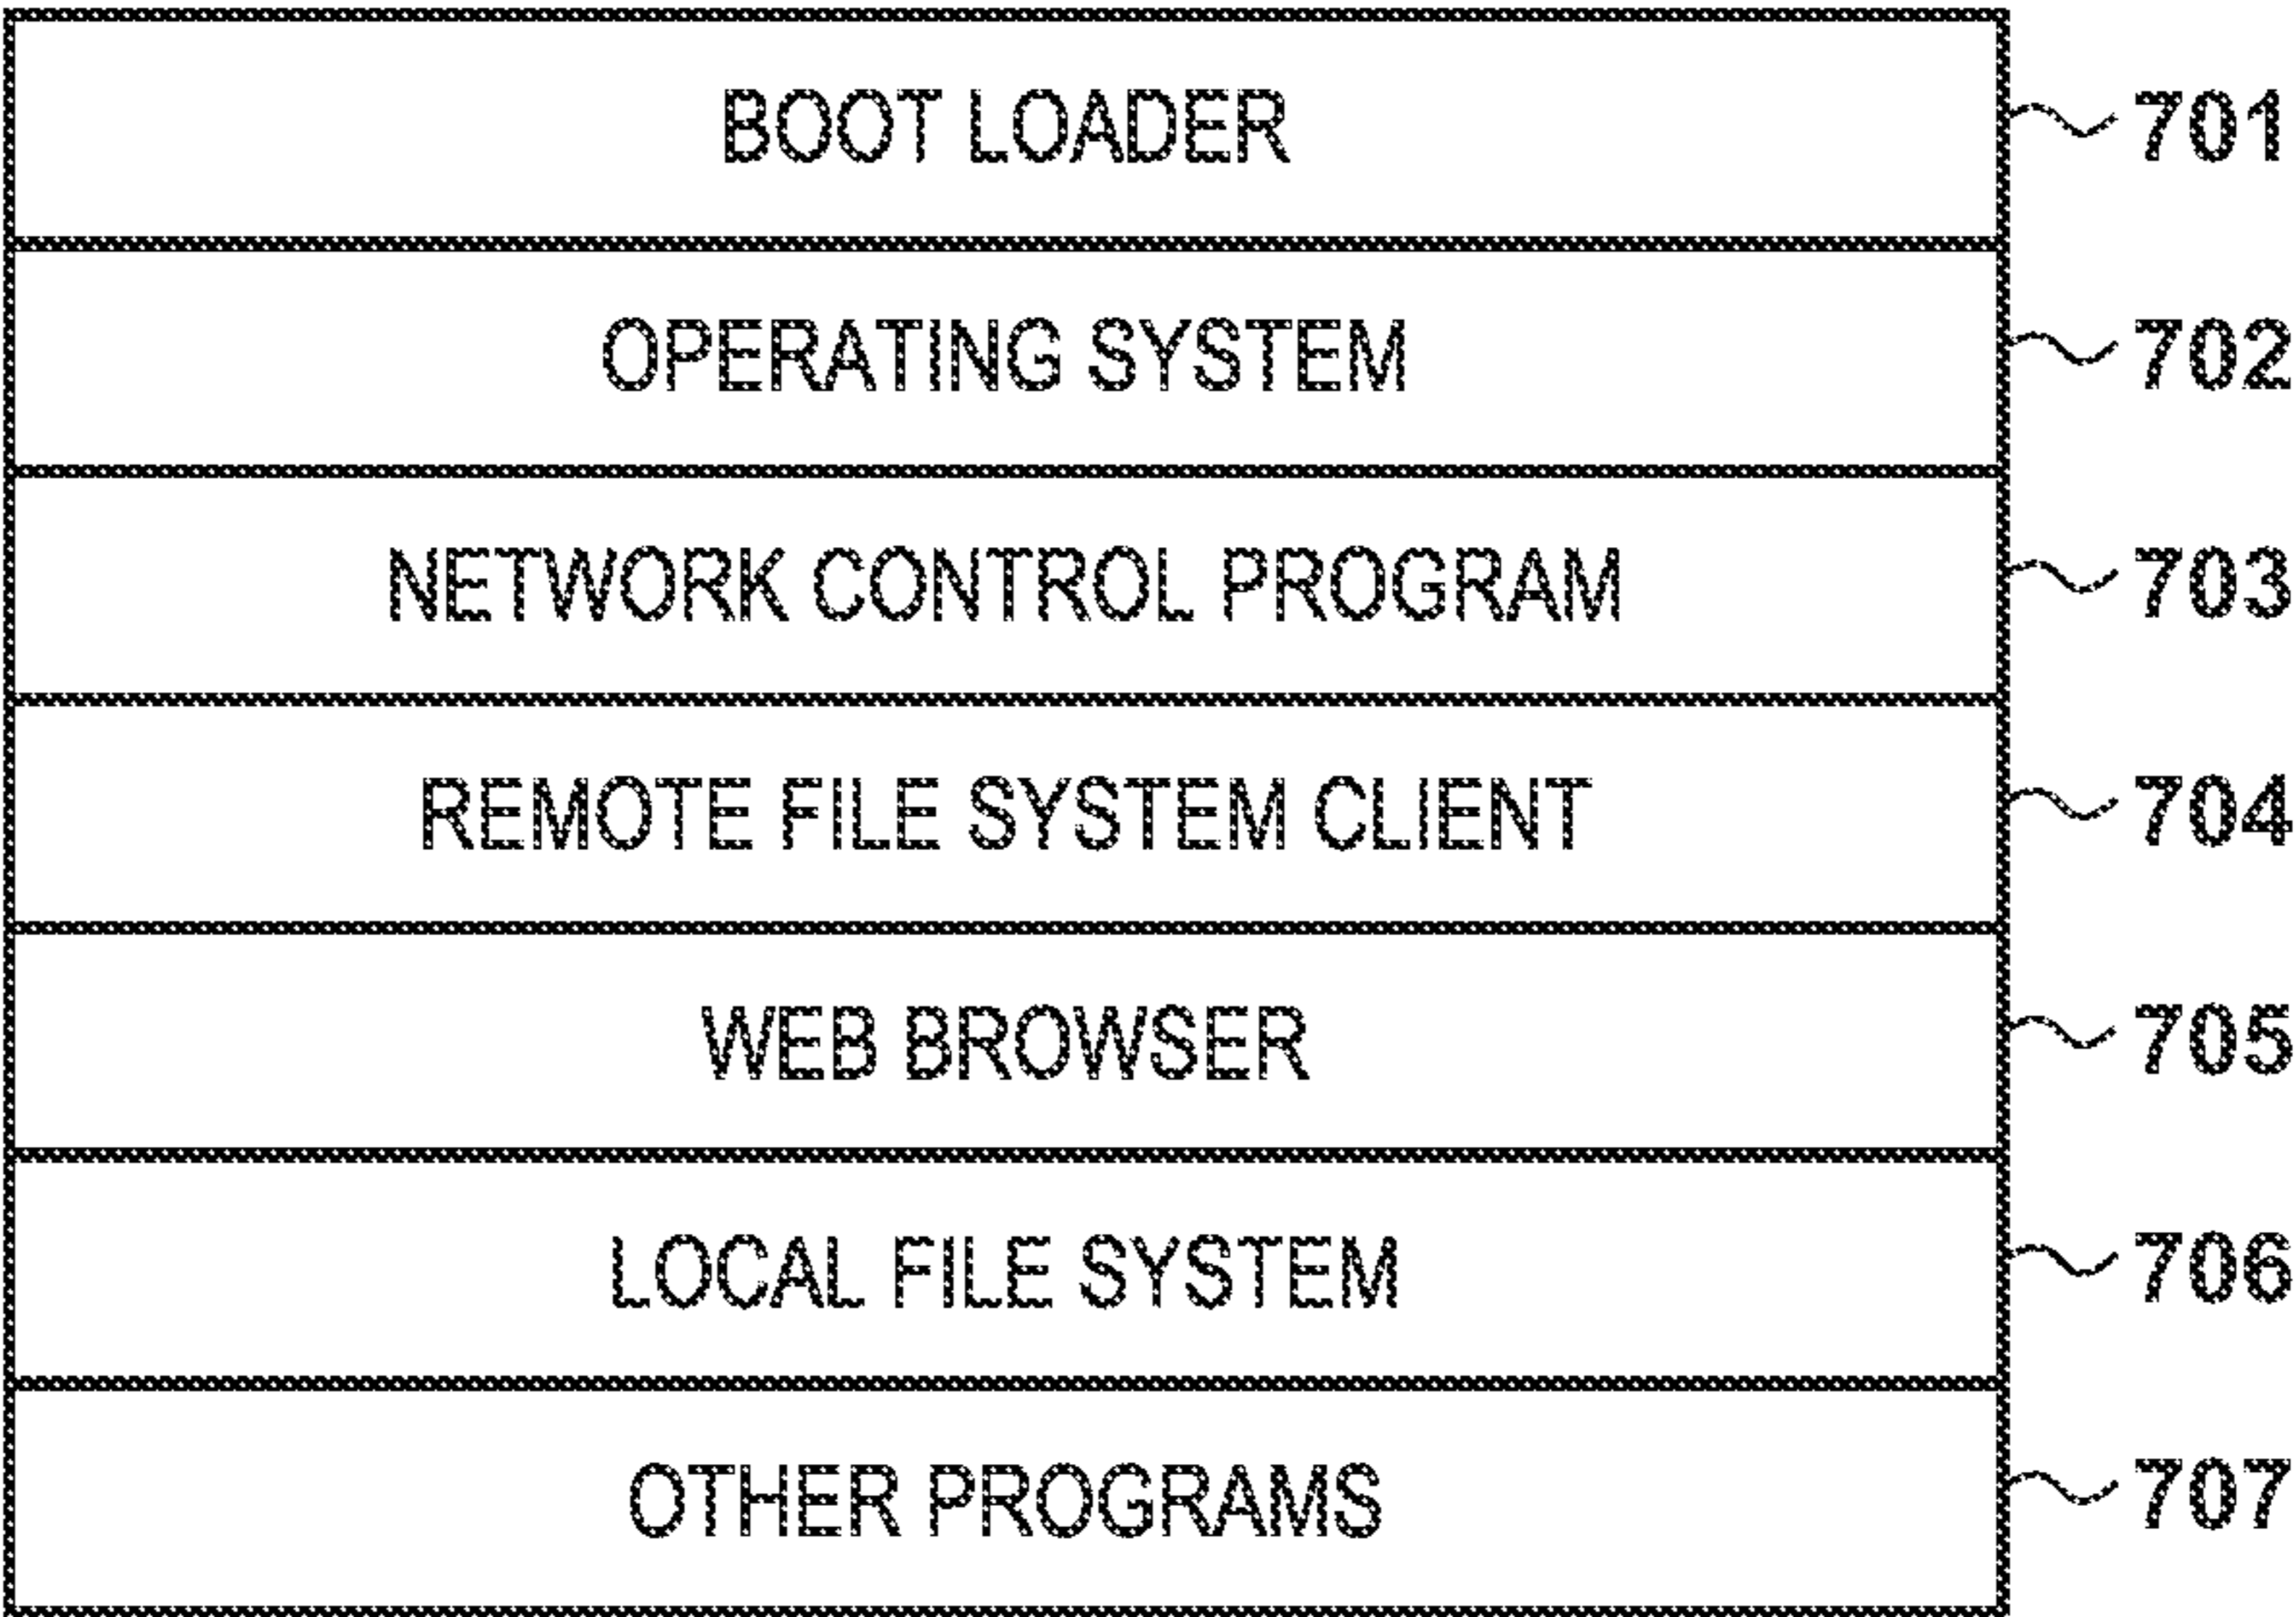 BOOT LOADER 701
OPERATING SYSTEM 702
NETWORK CONTROL PROGRAM 703
REMOTE FILE SYSTEM CLIENT 704
WEB BROWSER 705
LOCAL FILE SYSTEM 706
OTHER PROGRAMS 707